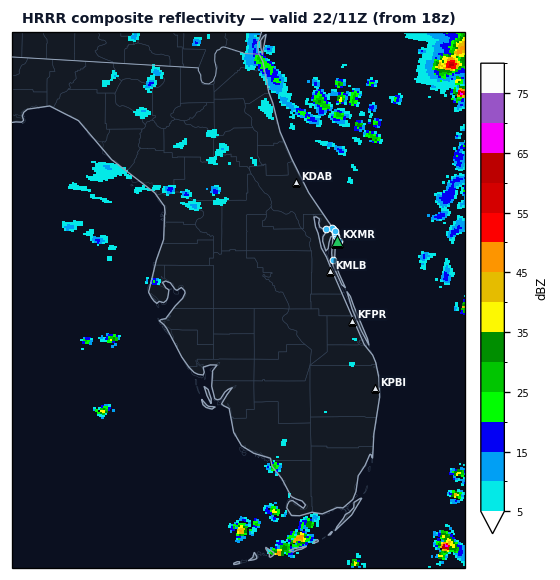 HRRR composite reflectivity — valid 22/11Z (from 18z)
KDAB
KXMR
KMLB
KFPR
KPBI
75
65
55
45
35
25
15
5
dBZ